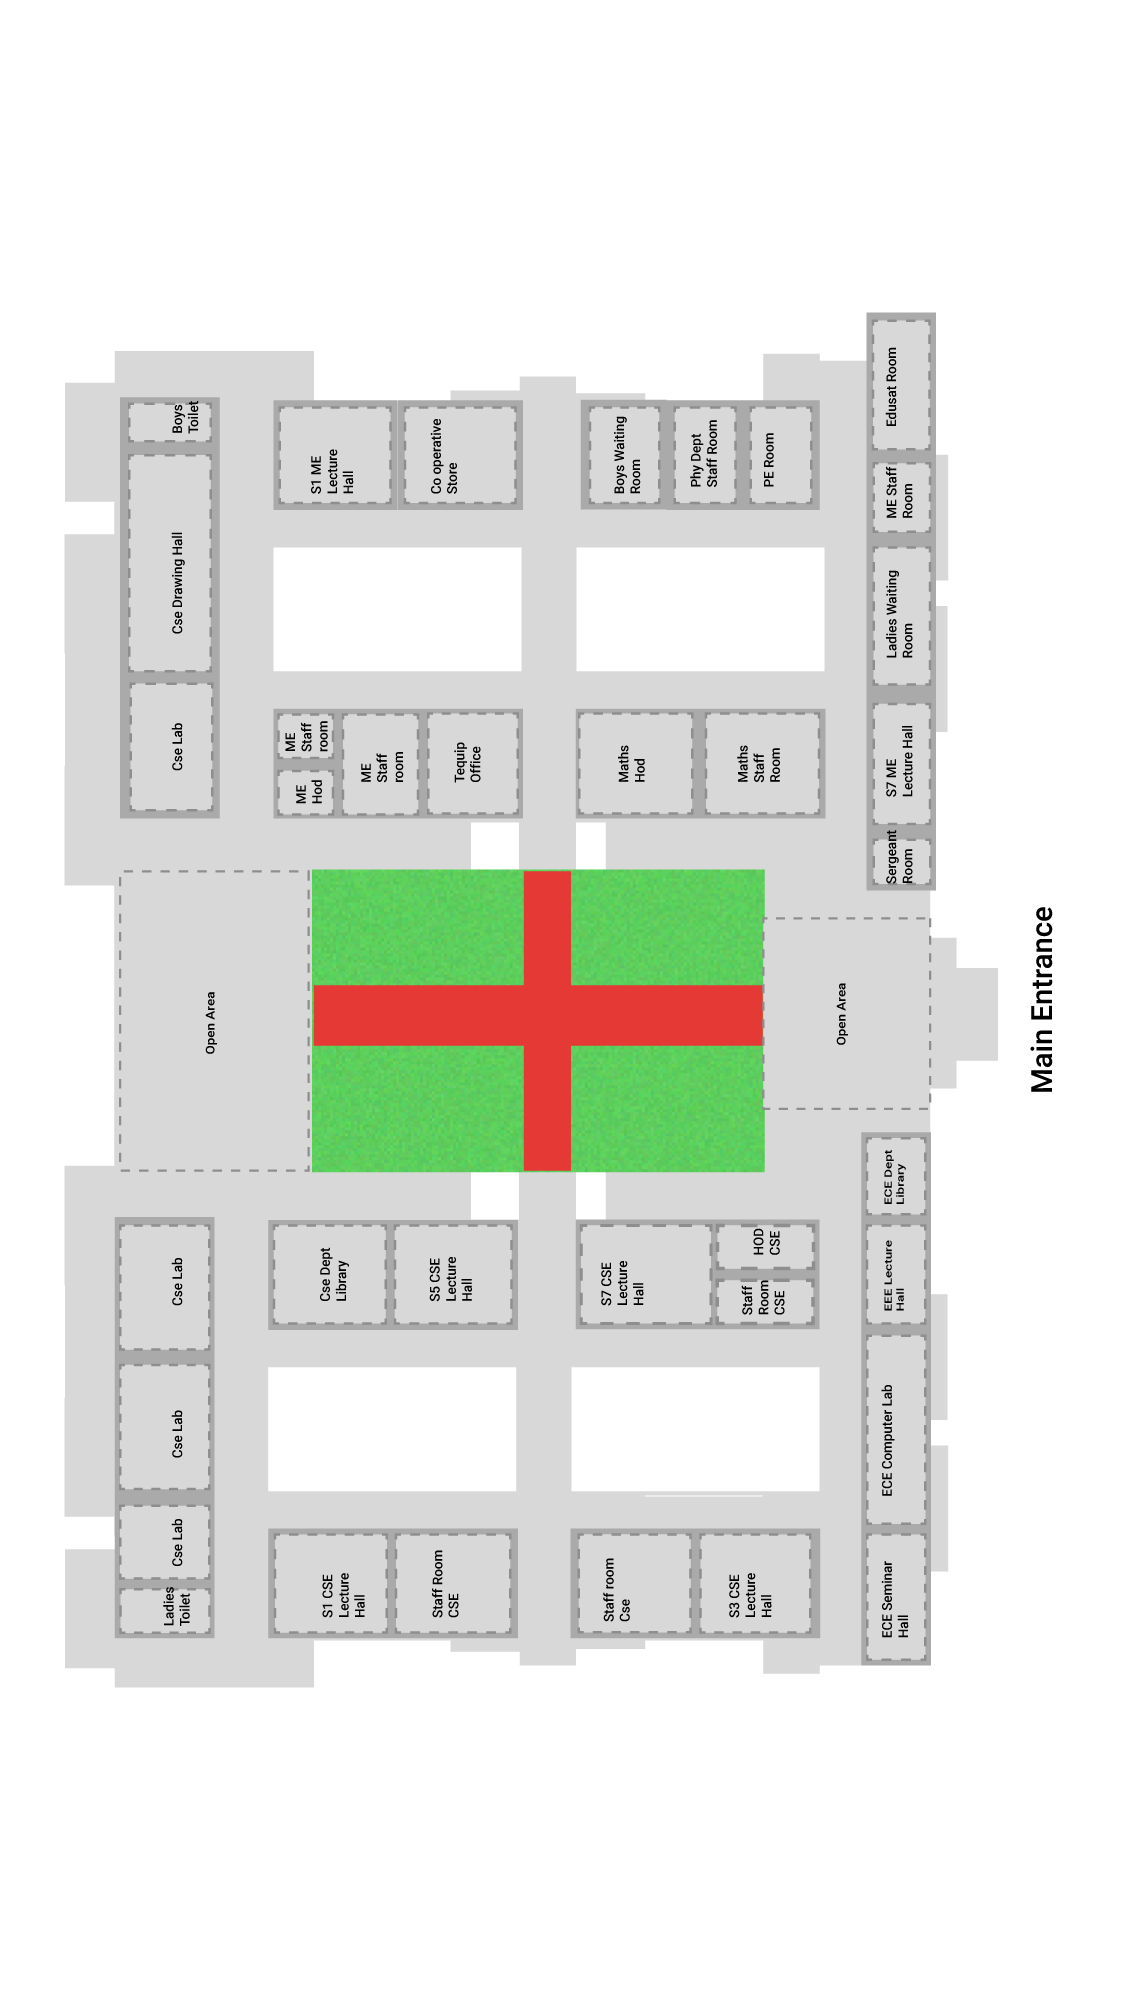 Boys
Toilet
Cse Drawing Hall
Cse Lab
S1 ME
Lecture
Hall
Co operative
Store
Boys Waiting
Room
Phy Dept
Staff Room
PE Room
Edusat Room
ME Staff
Room
Ladies Waiting
Room
S7 ME
Lecture Hall
Sergeant
Room
ME
Staff
room
ME
Hod
ME
Staff
room
Tequip
Office
Maths
Hod
Maths
Staff
Room
Open Area
Open Area
Main Entrance
Cse Lab
Cse Lab
Cse Lab
Ladies
Toilet
Cse Dept
Library
S5 CSE
Lecture
Hall
S7 CSE
Lecture
Hall
HOD
CSE
Staff
Room
CSE
ECE Dept
Library
EEE Lecture
Hall
ECE Computer Lab
ECE Seminar
Hall
S1 CSE
Lecture
Hall
Staff Room
CSE
Staff room
Cse
S3 CSE
Lecture
Hall